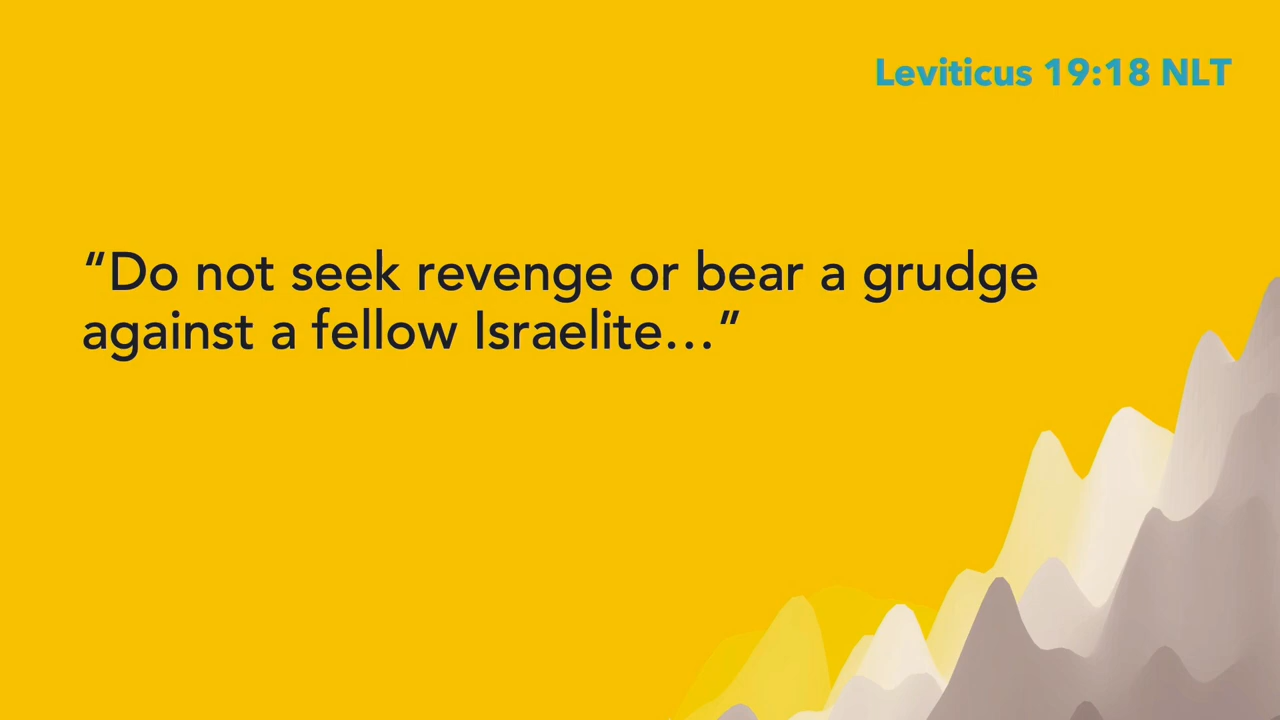 Leviticus 19:18 NLT
“Do not seek revenge or bear a grudge
against a fellow Israelite…”